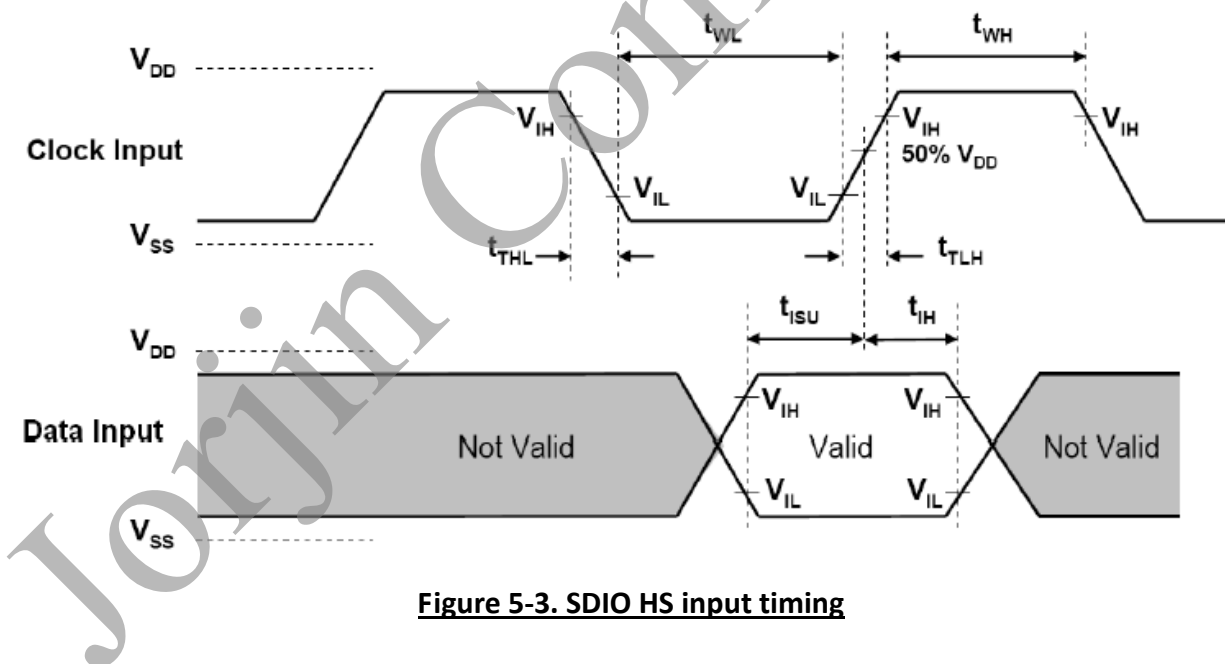 t_WL t_WH
V_DD
V_IH V_IH V_IH
Clock Input 50% V_DD
V_IL V_IL
V_SS
t_THL t_TLH
t_ISU t_IH
V_DD
V_IH V_IH
Data Input Not Valid Valid Not Valid
V_IL V_IL
V_SS
Figure 5-3. SDIO HS input timing
Jorjin